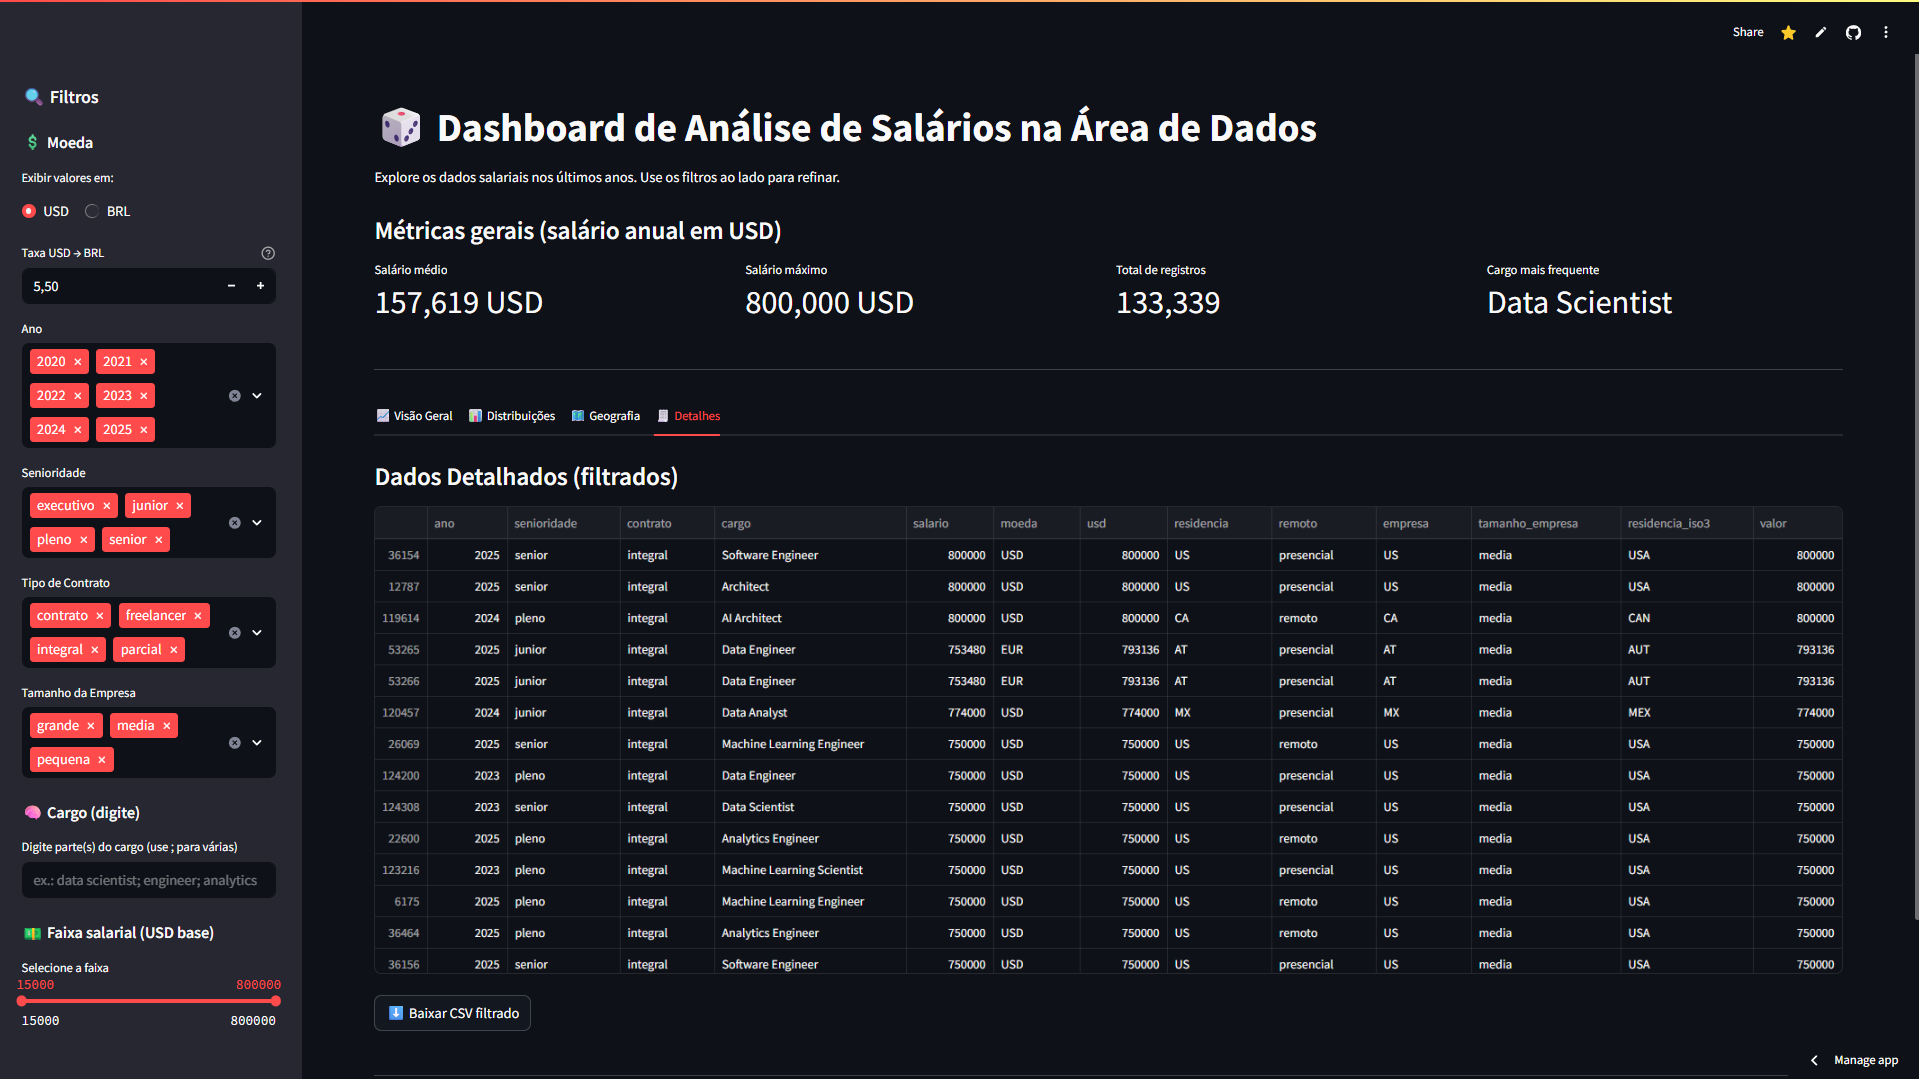 Share
Filtros
Moeda
Exibir valores em:
USD BRL
Taxa USD → BRL
5,50 − +
Ano
2020 × 2021 ×
2022 × 2023 ×
2024 × 2025 ×
Senioridade
executivo × junior ×
pleno × senior ×
Tipo de Contrato
contrato × freelancer ×
integral × parcial ×
Tamanho da Empresa
grande × media ×
pequena ×
Cargo (digite)
Digite parte(s) do cargo (use ; para várias)
ex.: data scientist; engineer; analytics
Faixa salarial (USD base)
Selecione a faixa
15000 800000
15000 800000
Dashboard de Análise de Salários na Área de Dados
Explore os dados salariais nos últimos anos. Use os filtros ao lado para refinar.
Métricas gerais (salário anual em USD)
Salário médio Salário máximo Total de registros Cargo mais frequente
157,619 USD 800,000 USD 133,339 Data Scientist
Visão Geral Distribuições Geografia Detalhes
Dados Detalhados (filtrados)
ano senioridade contrato cargo salario moeda usd residencia remoto empresa tamanho_empresa residencia_iso3 valor
36154 2025 senior integral Software Engineer 800000 USD 800000 US presencial US media USA 800000
12787 2025 senior integral Architect 800000 USD 800000 US presencial US media USA 800000
119614 2024 pleno integral AI Architect 800000 USD 800000 CA remoto CA media CAN 800000
53265 2025 junior integral Data Engineer 753480 EUR 793136 AT presencial AT media AUT 793136
53266 2025 junior integral Data Engineer 753480 EUR 793136 AT presencial AT media AUT 793136
120457 2024 junior integral Data Analyst 774000 USD 774000 MX presencial MX media MEX 774000
26069 2025 senior integral Machine Learning Engineer 750000 USD 750000 US remoto US media USA 750000
124200 2023 pleno integral Data Engineer 750000 USD 750000 US presencial US media USA 750000
124308 2023 senior integral Data Scientist 750000 USD 750000 US presencial US media USA 750000
22600 2025 pleno integral Analytics Engineer 750000 USD 750000 US remoto US media USA 750000
123216 2023 pleno integral Machine Learning Scientist 750000 USD 750000 US presencial US media USA 750000
6175 2025 pleno integral Machine Learning Engineer 750000 USD 750000 US remoto US media USA 750000
36464 2025 pleno integral Analytics Engineer 750000 USD 750000 US remoto US media USA 750000
36156 2025 senior integral Software Engineer 750000 USD 750000 US presencial US media USA 750000
Baixar CSV filtrado
Manage app